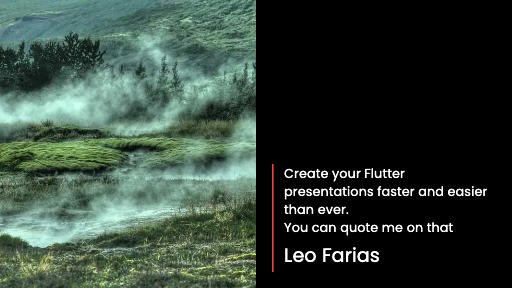 Create your Flutter
presentations faster and easier
than ever.
You can quote me on that
Leo Farias